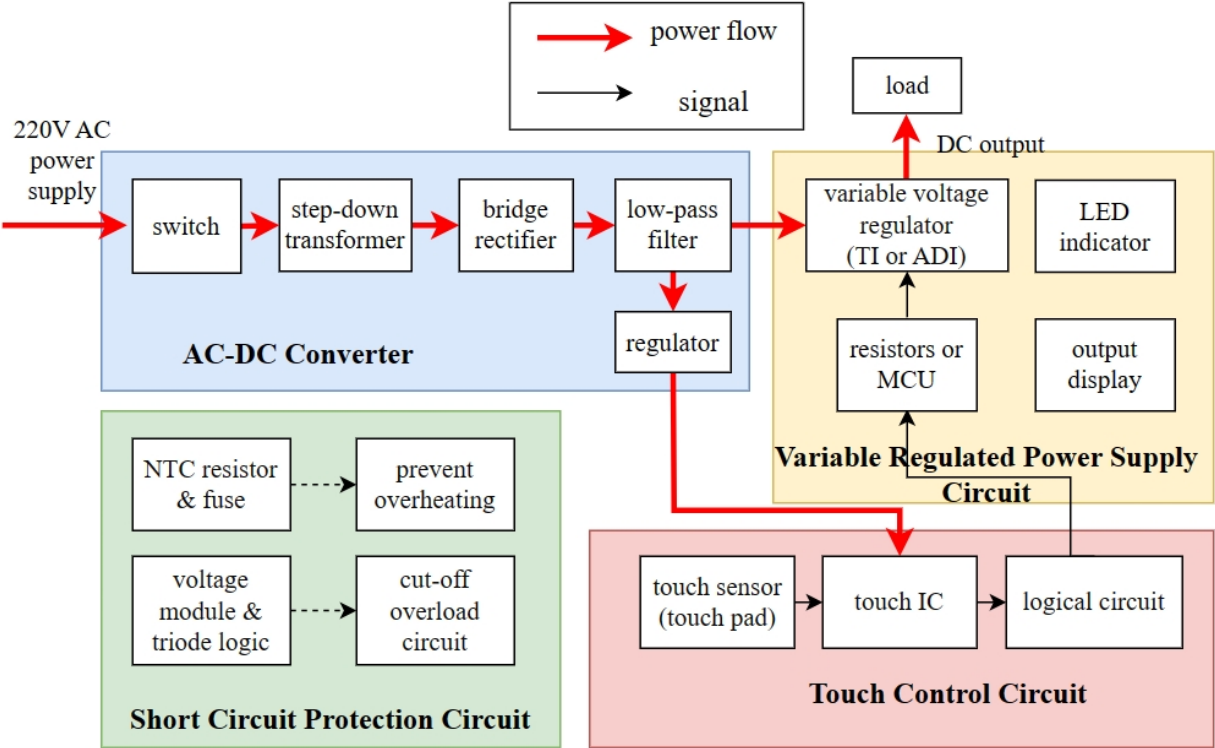 power flow
signal
load
DC output
220V AC
power
supply
switch
step-down
transformer
bridge
rectifier
low-pass
filter
regulator
AC-DC Converter
variable voltage
regulator
(TI or ADI)
LED
indicator
resistors or
MCU
output
display
Variable Regulated Power Supply
Circuit
NTC resistor
& fuse
prevent
overheating
voltage
module &
triode logic
cut-off
overload
circuit
Short Circuit Protection Circuit
touch sensor
(touch pad)
touch IC
logical circuit
Touch Control Circuit